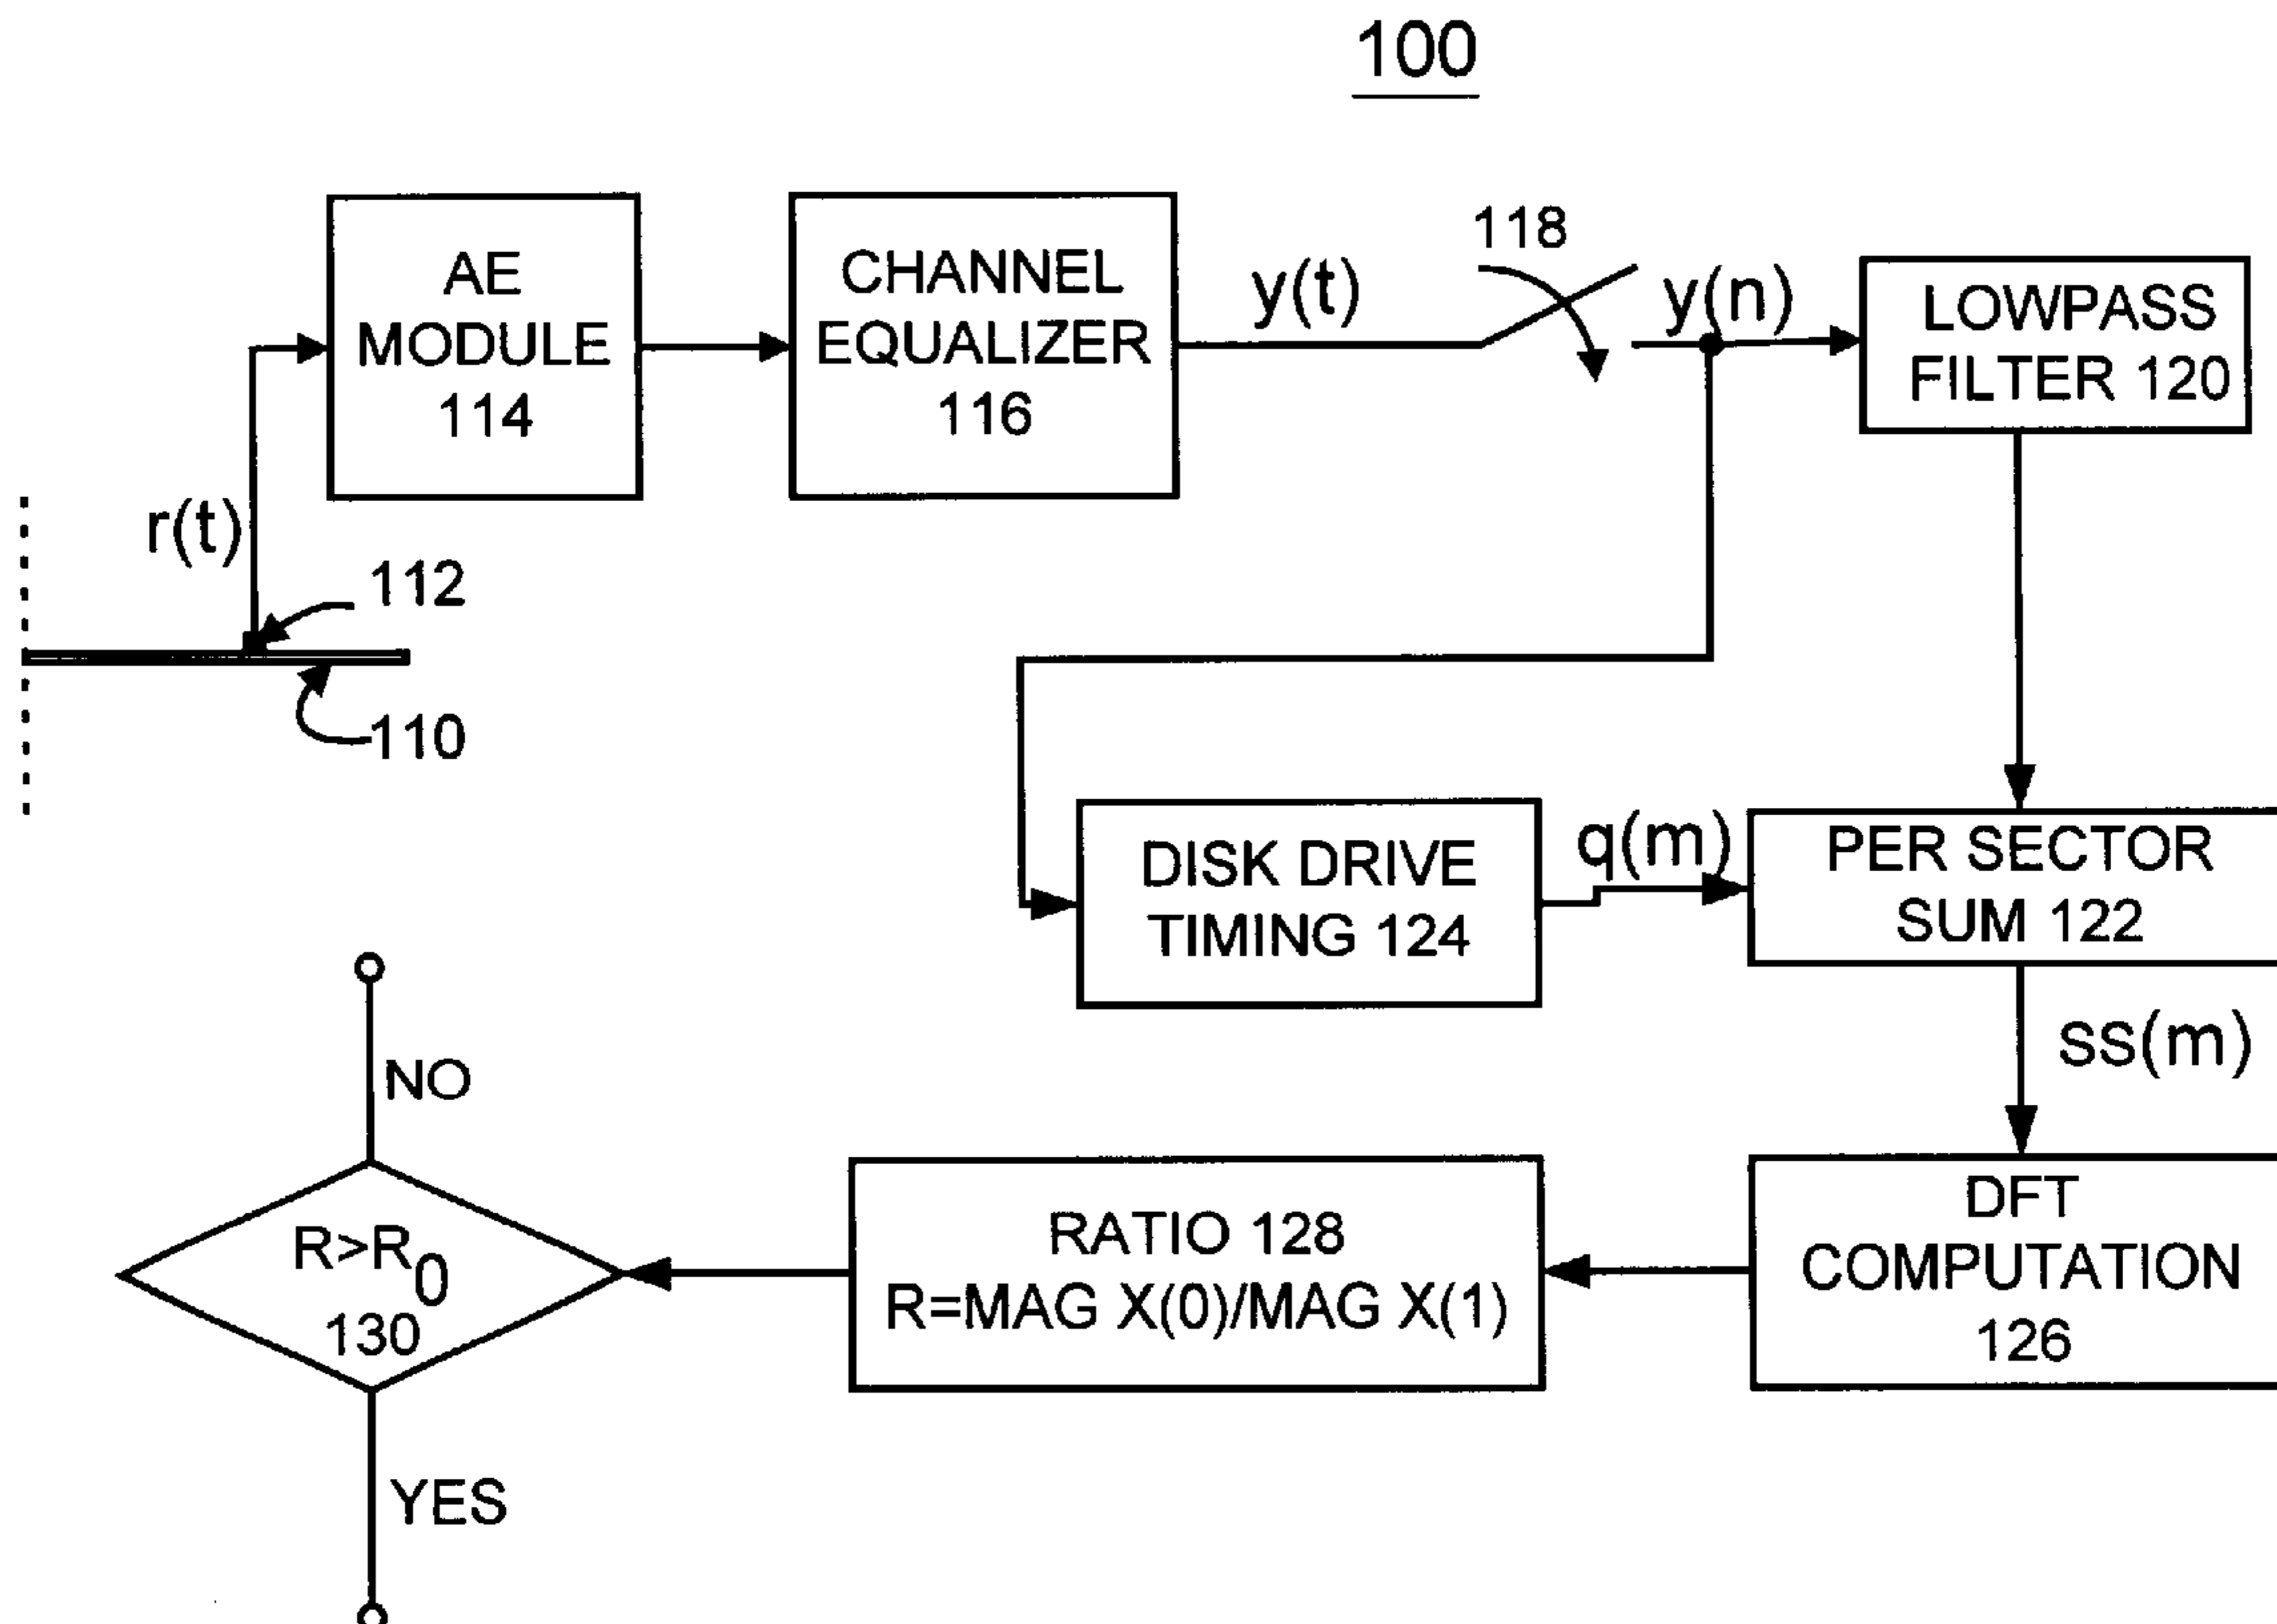 100
AE
MODULE
114
CHANNEL
EQUALIZER
116
y(t)
118
y(n)
LOWPASS
FILTER 120
r(t)
112
110
DISK DRIVE
TIMING 124
q(m)
PER SECTOR
SUM 122
ss(m)
NO
R>R0
130
YES
RATIO 128
R=MAG X(0)/MAG X(1)
DFT
COMPUTATION
126